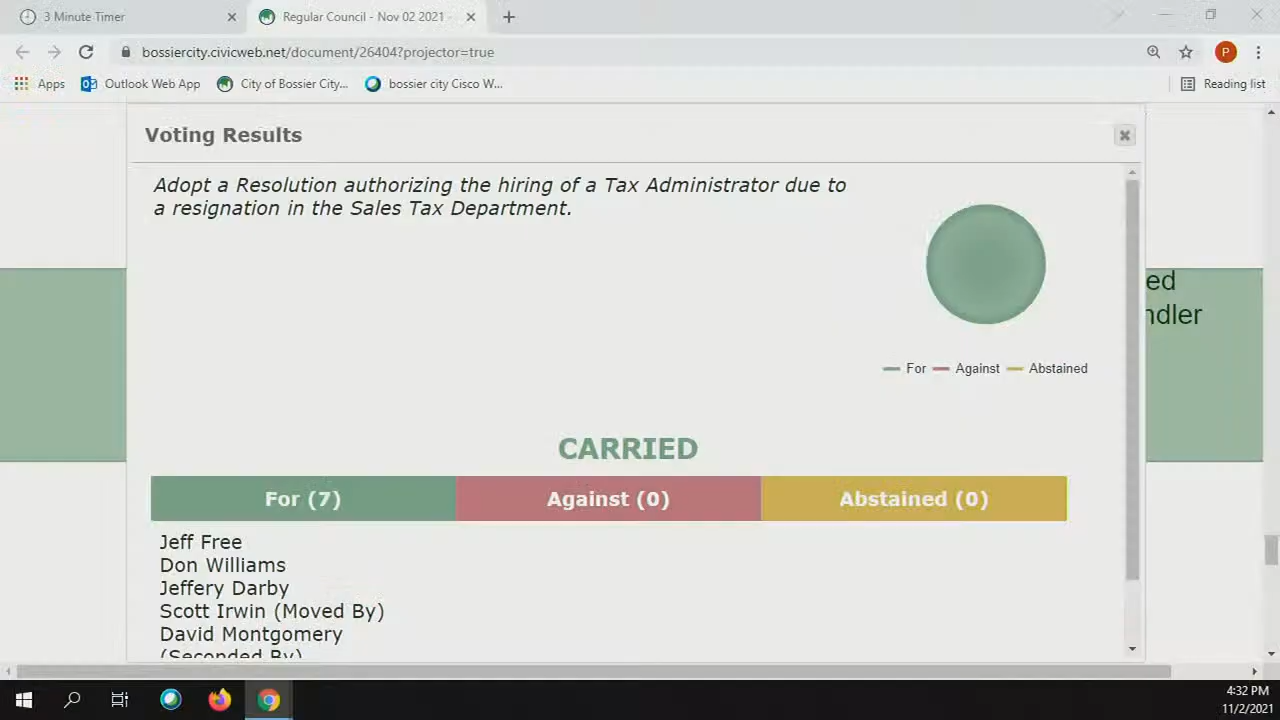 3 Minute Timer
Regular Council - Nov 02 2021 -
bossiercity.civicweb.net/document/26404?projector=true
P
Apps
Outlook Web App
City of Bossier City...
bossier city Cisco W...
Reading list
Voting Results
Adopt a Resolution authorizing the hiring of a Tax Administrator due to
a resignation in the Sales Tax Department.
ed
ndler
For
Against
Abstained
CARRIED
For (7)
Against (0)
Abstained (0)
Jeff Free
Don Williams
Jeffery Darby
Scott Irwin (Moved By)
David Montgomery
(Seconded By)
4:32 PM
11/2/2021